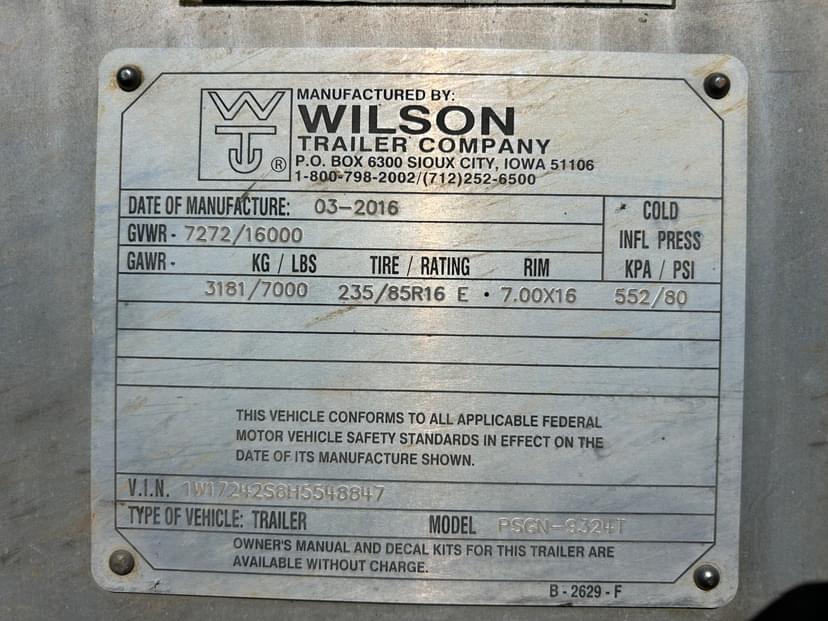 WTJ ®
MANUFACTURED BY:
WILSON
TRAILER COMPANY
P.O. BOX 6300 SIOUX CITY, IOWA 51106
1-800-798-2002/(712)252-6500
DATE OF MANUFACTURE: 03-2016 COLD
GVWR - 7272/16000 INFL PRESS
GAWR - KG / LBS TIRE / RATING RIM KPA / PSI
3181/7000 235/85R16 E · 7.00X16 552/80
THIS VEHICLE CONFORMS TO ALL APPLICABLE FEDERAL
MOTOR VEHICLE SAFETY STANDARDS IN EFFECT ON THE
DATE OF ITS MANUFACTURE SHOWN.
V.I.N. 1W17242S8H5548847
TYPE OF VEHICLE: TRAILER MODEL PSGN-9324T
OWNER'S MANUAL AND DECAL KITS FOR THIS TRAILER ARE
AVAILABLE WITHOUT CHARGE.
B - 2629 - F